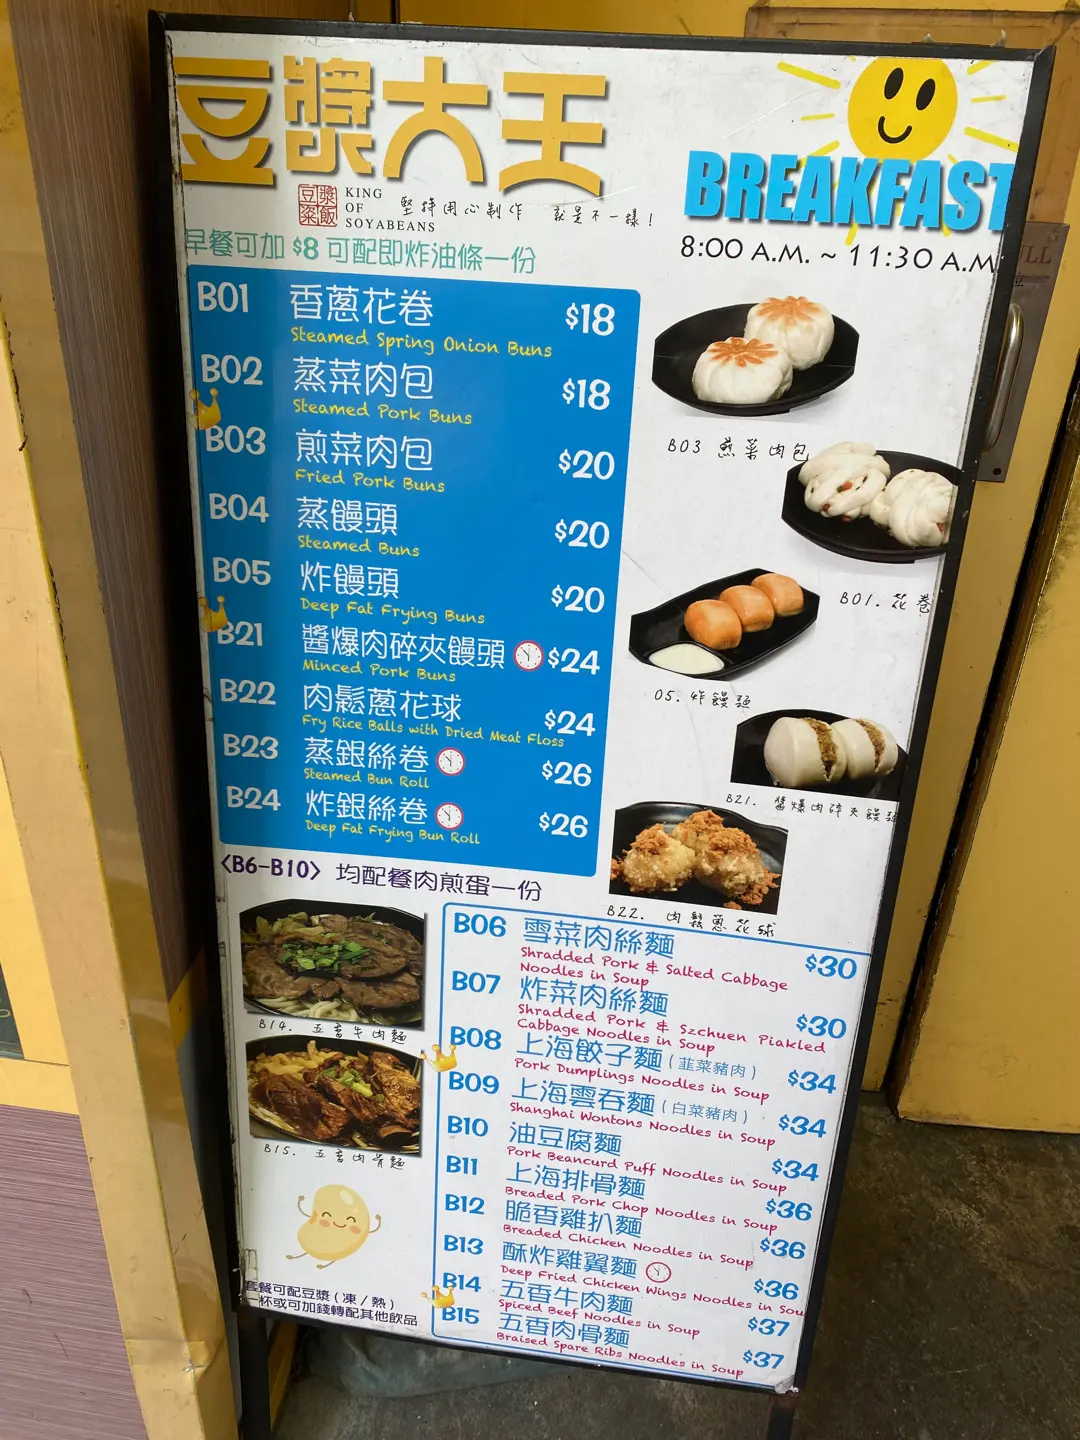 豆漿大王
豆漿粢飯
KING
OF
SOYABEANS
堅持用心制作 就是不一樣!
BREAKFAST
8:00 A.M. ~ 11:30 A.M
早餐可加 $8 可配即炸油條一份
B01 香蔥花卷 $18
Steamed Spring Onion Buns
B02 蒸菜肉包 $18
Steamed Pork Buns
B03 煎菜肉包 $20
Fried Pork Buns
B04 蒸饅頭 $20
Steamed Buns
B05 炸饅頭 $20
Deep Fat Frying Buns
B21 醬爆肉碎夾饅頭 $24
Minced Pork Buns
B22 肉鬆蔥花球 $24
Fry Rice Balls with Dried Meat Floss
B23 蒸銀絲卷 $26
Steamed Bun Roll
B24 炸銀絲卷 $26
Deep Fat Frying Bun Roll
B03 煎菜肉包
B01. 花卷
05. 炸饅頭
B21. 醬爆肉碎夾饅頭
B22. 肉鬆蔥花球
〈B6-B10〉 均配餐肉煎蛋一份
B14. 五香牛肉麵
B15. 五香肉骨麵
B06 雪菜肉絲麵 $30
Shradded Pork & Salted Cabbage
Noodles in Soup
B07 炸菜肉絲麵 $30
Shradded Pork & Szchuen Piakled
Cabbage Noodles in Soup
B08 上海餃子麵 (韮菜豬肉) $34
Pork Dumplings Noodles in Soup
B09 上海雲吞麵 (白菜豬肉) $34
Shanghai Wontons Noodles in Soup
B10 油豆腐麵 $34
Pork Beancurd Puff Noodles in Soup
B11 上海排骨麵 $36
Breaded Pork Chop Noodles in Soup
B12 脆香雞扒麵 $36
Breaded Chicken Noodles in Soup
B13 酥炸雞翼麵 $36
Deep Fried Chicken Wings Noodles in Sou
B14 五香牛肉麵 $37
Spiced Beef Noodles in Soup
B15 五香肉骨麵 $37
Braised Spare Ribs Noodles in Soup
套餐可配豆漿 (凍/熱)
一杯或可加錢轉配其他飲品